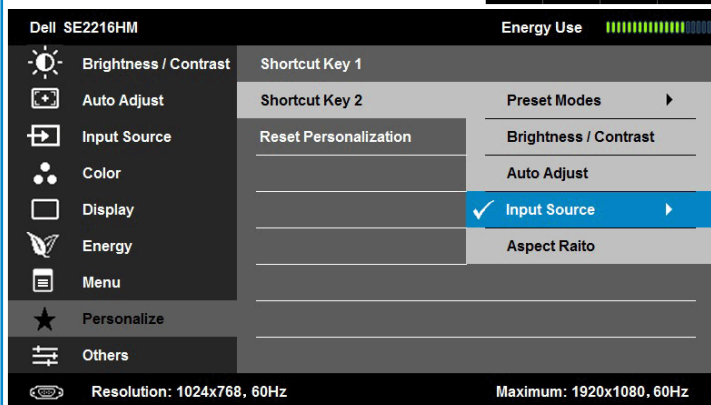 Dell SE2216HM Energy Use
Brightness / Contrast Shortcut Key 1
Auto Adjust Shortcut Key 2 Preset Modes
Input Source Reset Personalization Brightness / Contrast
Color Auto Adjust
Display Input Source
Energy Aspect Raito
Menu
Personalize
Others
Resolution: 1024x768, 60Hz Maximum: 1920x1080, 60Hz